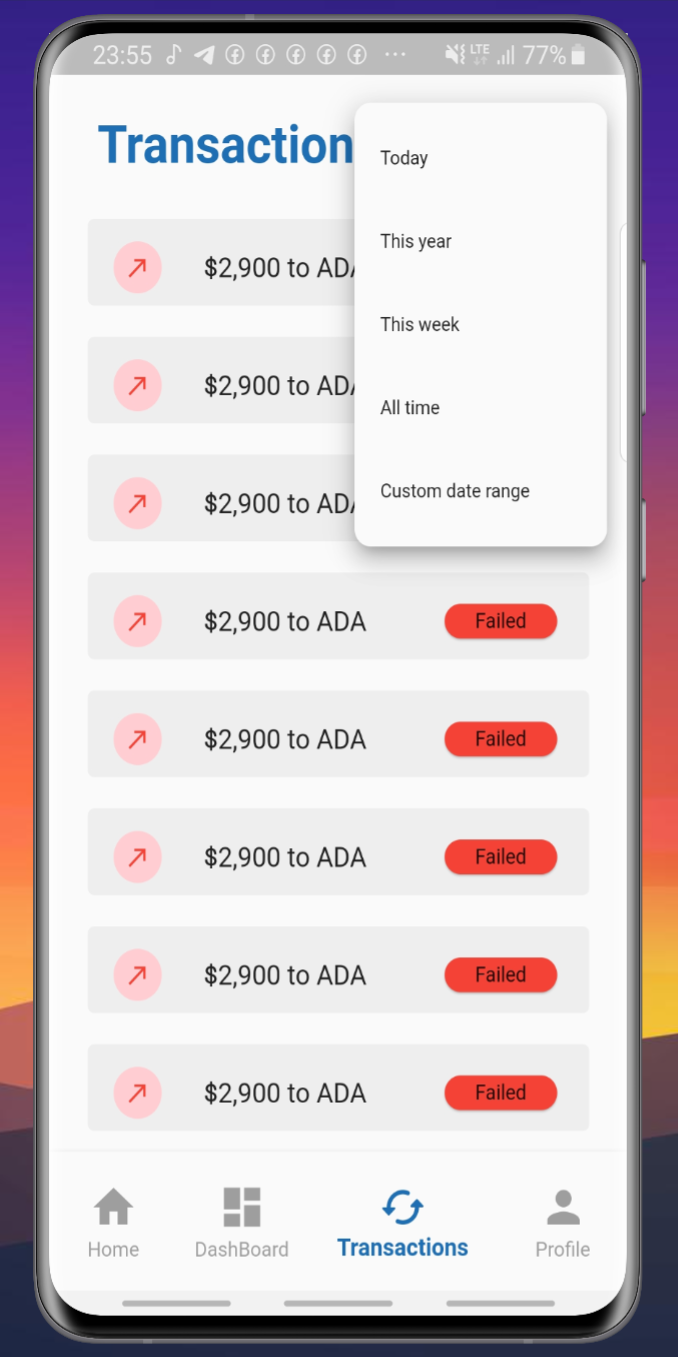 23:55 LTE 77%
Transaction
Today
This year
This week
All time
Custom date range
$2,900 to ADA
$2,900 to ADA
$2,900 to ADA
$2,900 to ADA Failed
$2,900 to ADA Failed
$2,900 to ADA Failed
$2,900 to ADA Failed
$2,900 to ADA Failed
Home DashBoard Transactions Profile